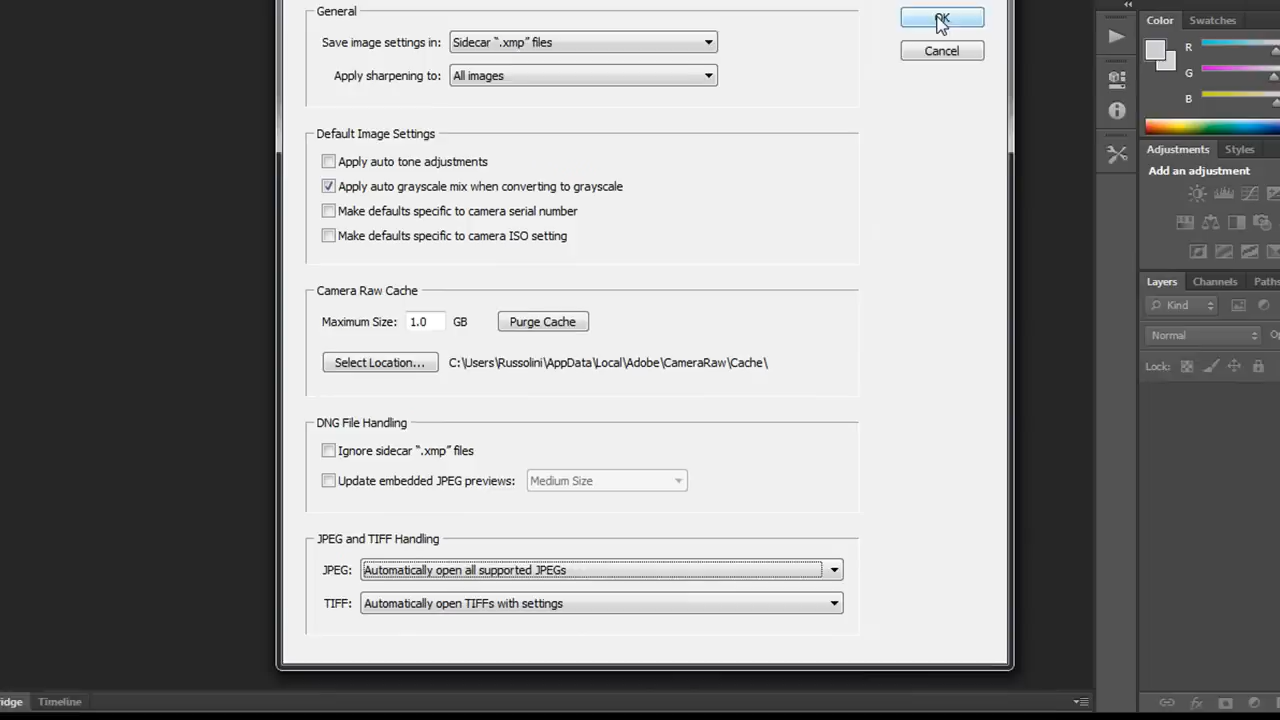 General
OK
Save image settings in: Sidecar “.xmp” files
Cancel
Apply sharpening to: All images
Default Image Settings
Apply auto tone adjustments
Apply auto grayscale mix when converting to grayscale
Make defaults specific to camera serial number
Make defaults specific to camera ISO setting
Camera Raw Cache
Maximum Size: 1.0 GB Purge Cache
Select Location... C:\Users\Russolini\AppData\Local\Adobe\CameraRaw\Cache\
DNG File Handling
Ignore sidecar “.xmp” files
Update embedded JPEG previews: Medium Size
JPEG and TIFF Handling
JPEG: Automatically open all supported JPEGs
TIFF: Automatically open TIFFs with settings
Color Swatches
R
G
B
Adjustments Styles
Add an adjustment
Layers Channels Paths
Kind
Normal
Lock:
Timeline